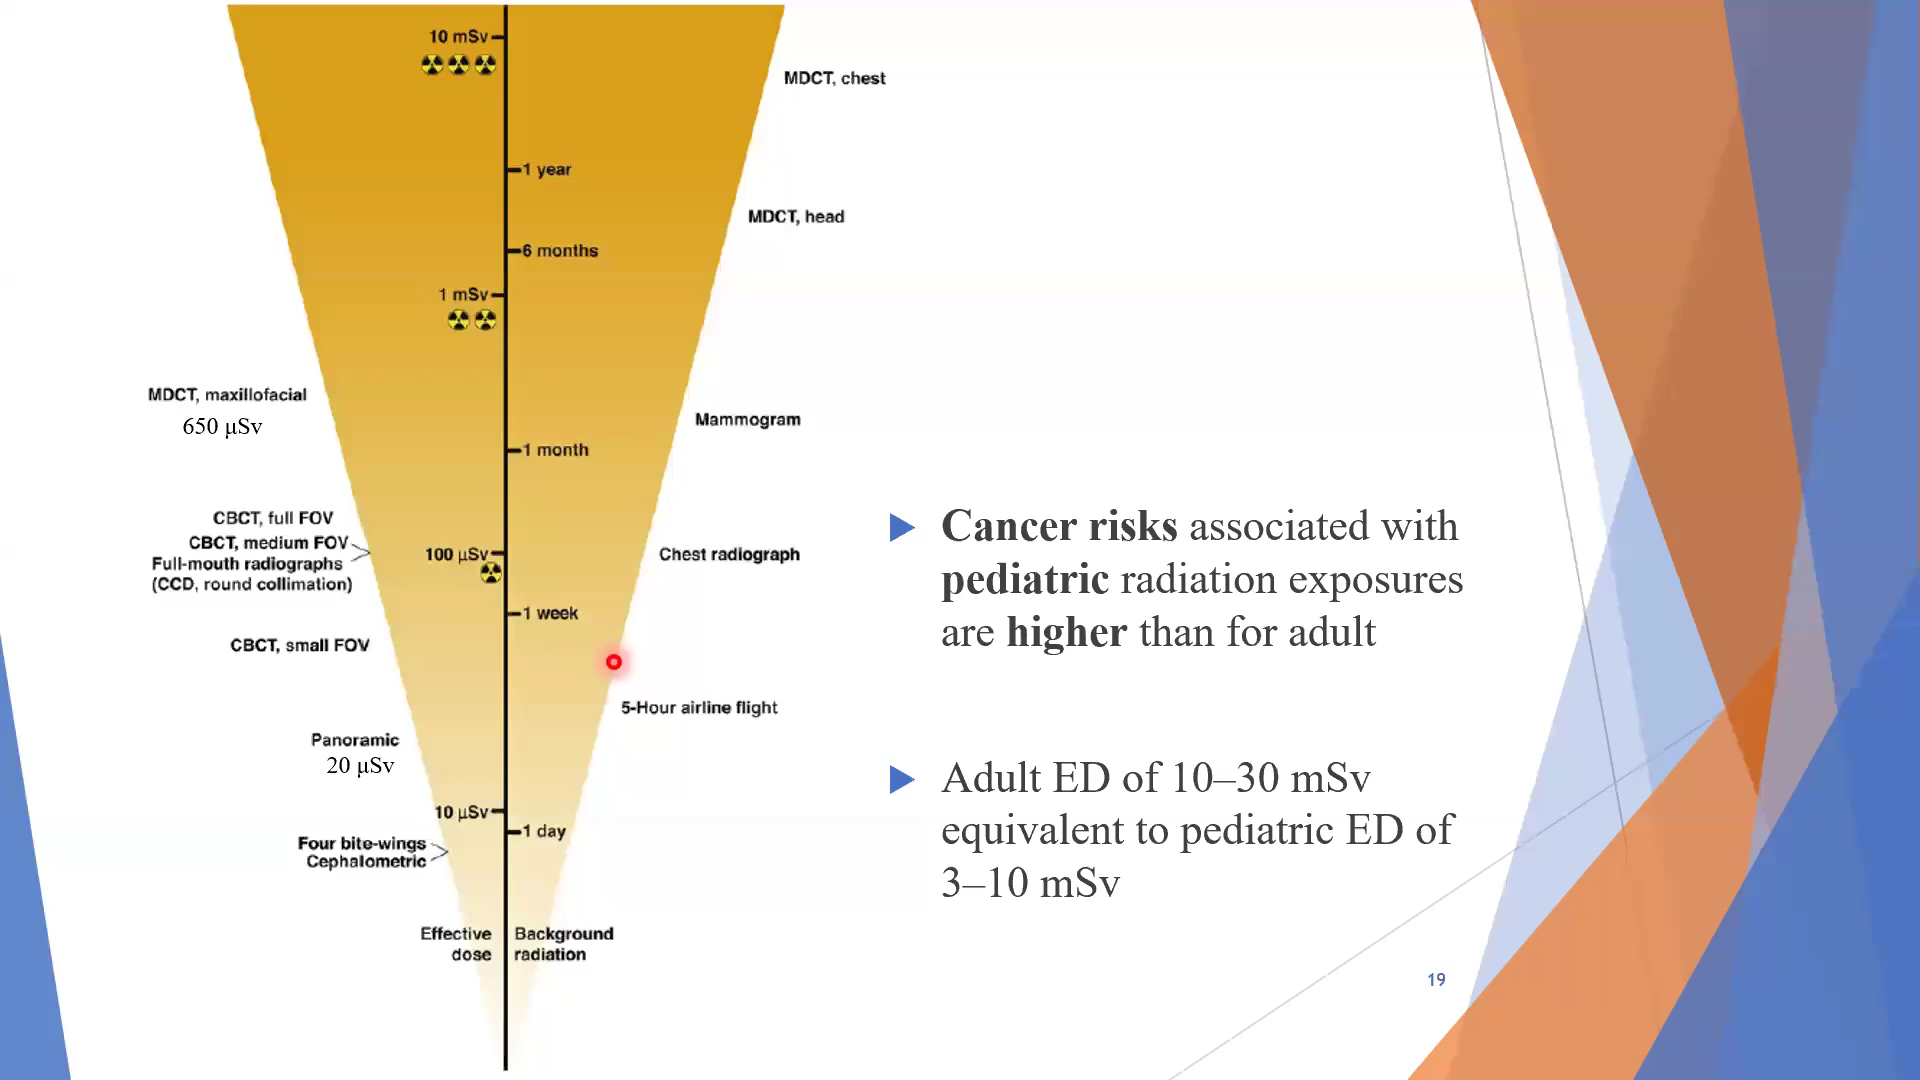 10 mSv
MDCT, chest
1 year
MDCT, head
6 months
1 mSv
MDCT, maxillofacial
650 μSv
Mammogram
1 month
CBCT, full FOV
CBCT, medium FOV
Full-mouth radiographs
(CCD, round collimation)
100 μSv
Chest radiograph
1 week
CBCT, small FOV
5-Hour airline flight
Panoramic
20 μSv
10 μSv
1 day
Four bite-wings
Cephalometric
Effective
dose
Background
radiation
Cancer risks associated with
pediatric radiation exposures
are higher than for adult
Adult ED of 10–30 mSv
equivalent to pediatric ED of
3–10 mSv
19